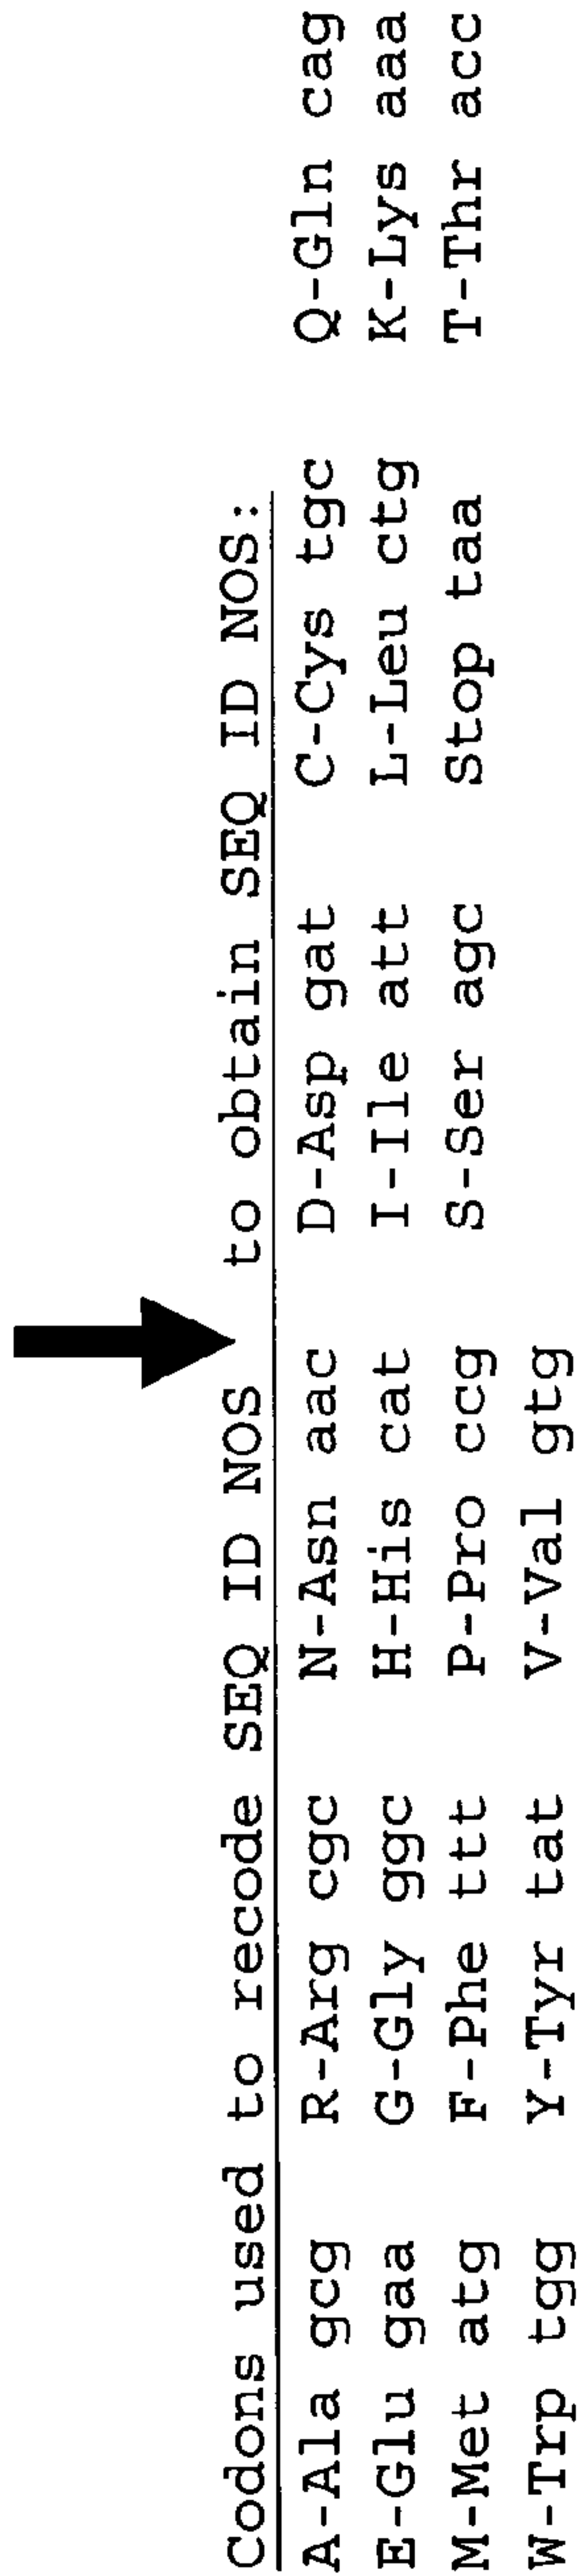 Codons used to recode SEQ ID NOS to obtain SEQ ID NOS:
A-Ala gcg R-Arg cgc N-Asn aac D-Asp gat C-Cys tgc Q-Gln cag
E-Glu gaa G-Gly ggc H-His cat I-Ile att L-Leu ctg K-Lys aaa
M-Met atg F-Phe ttt P-Pro ccg S-Ser agc Stop taa T-Thr acc
W-Trp tgg Y-Tyr tat V-Val gtg